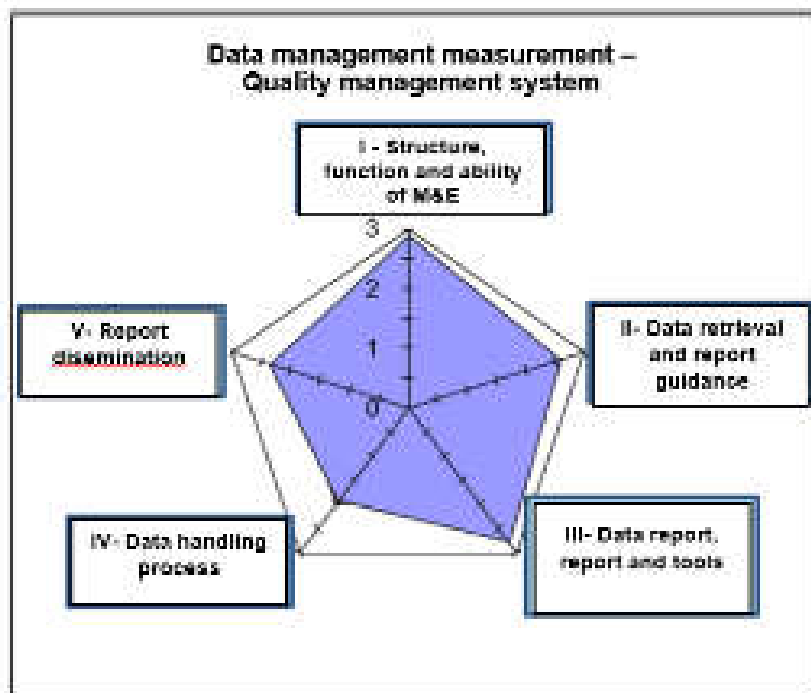 Data management measurement –
Quality management system
I - Structure,
function and ability
of M&E
3
2
1
0
V- Report
disemination
II- Data retrieval
and report
guidance
IV- Data handling
process
III- Data report,
report and tools